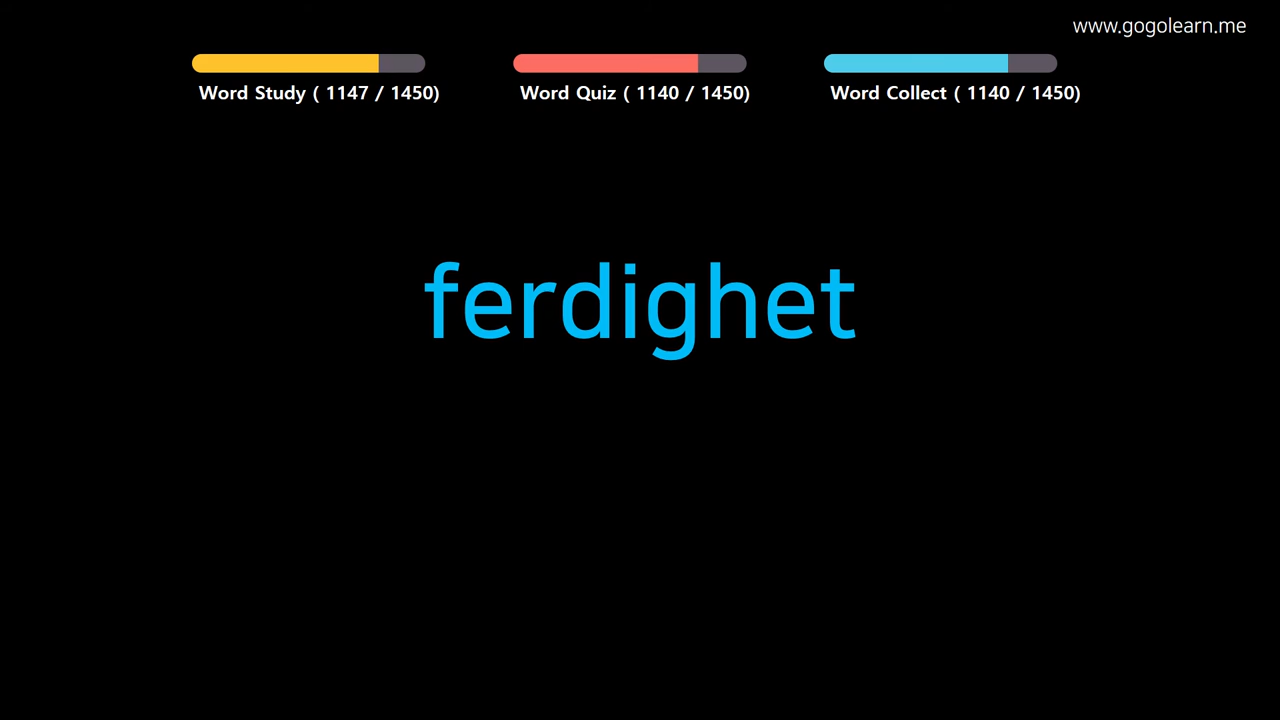 www.gogolearn.me
Word Study ( 1147 / 1450)
Word Quiz ( 1140 / 1450)
Word Collect ( 1140 / 1450)
ferdighet